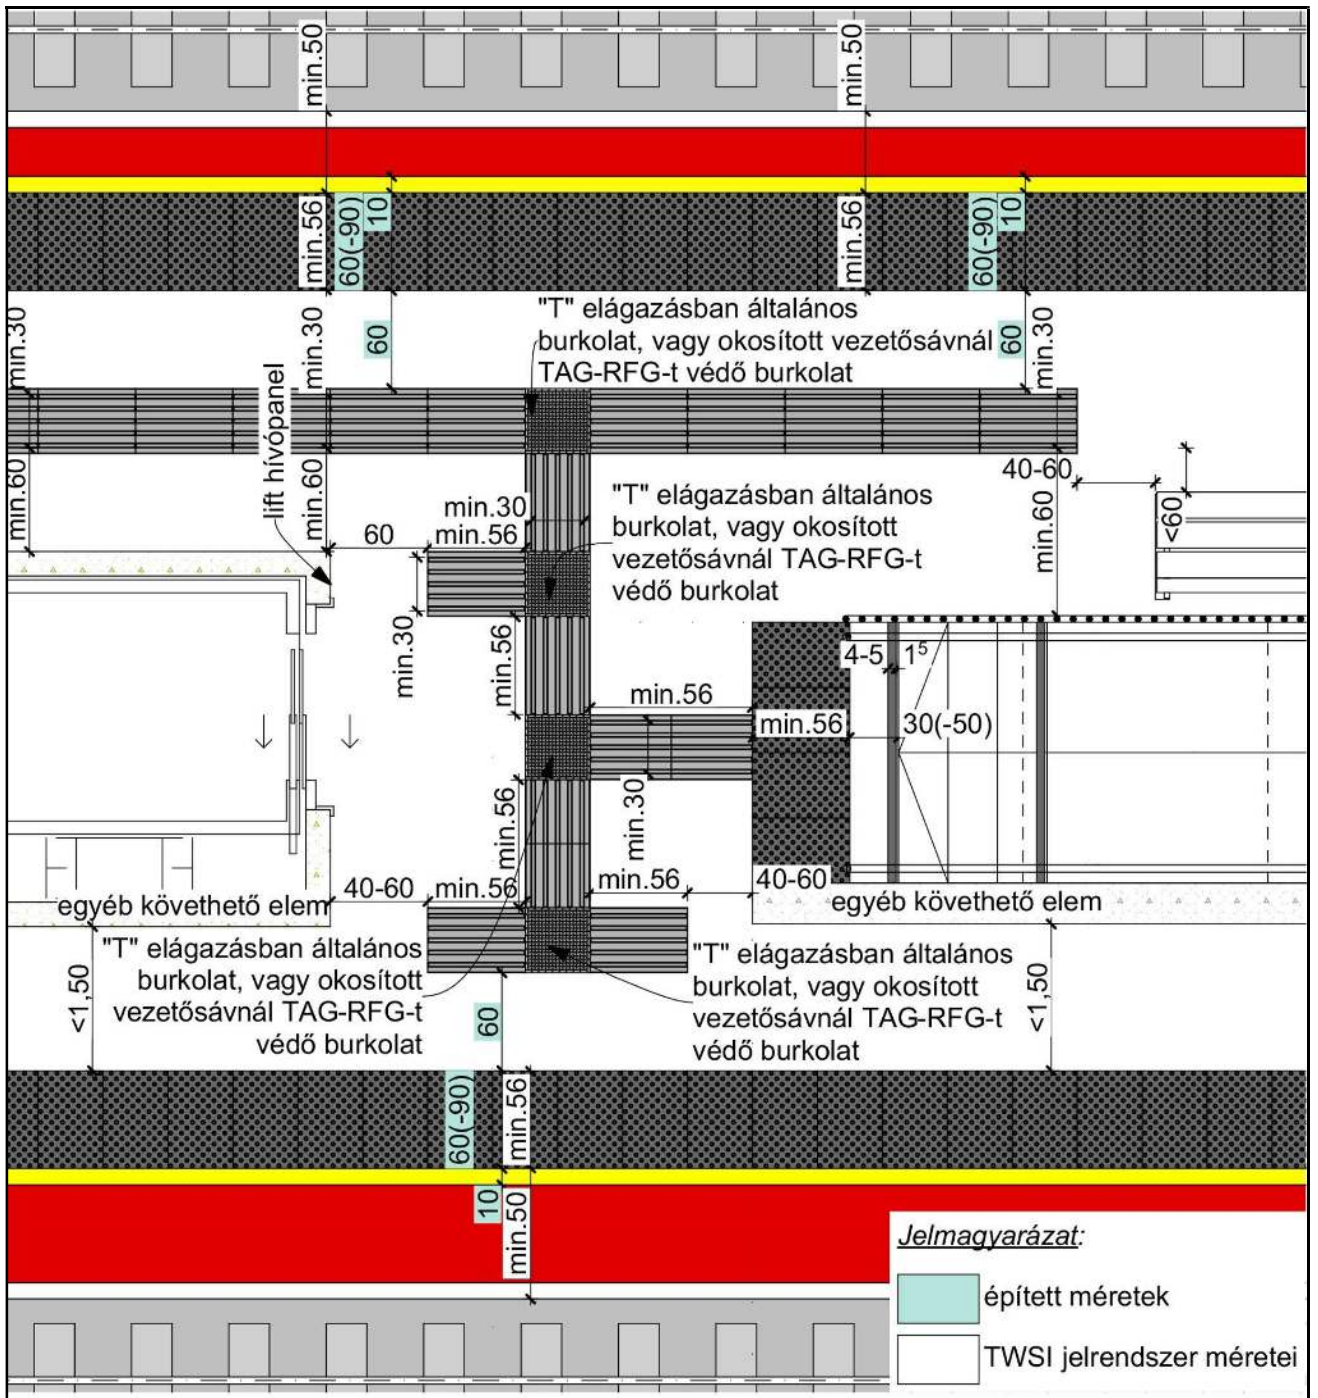 min.50
min.50
min.56
60(-90)
10
min.56
60(-90)
10
min.30
min.30
60
"T" elágazásban általános
burkolat, vagy okosított vezetősávnál
TAG-RFG-t védő burkolat
60
min.30
lift hívópanel
min.60
min.60
60
min.30
min.56
"T" elágazásban általános
burkolat, vagy okosított
vezetősávnál TAG-RFG-t
védő burkolat
40-60
min.60
<60
min.30
min.56
min.56
min.56
4-5
1⁵
30(-50)
min.56
min.30
40-60
min.56
min.56
40-60
egyéb követhető elem
egyéb követhető elem
<1,50
"T" elágazásban általános
burkolat, vagy okosított
vezetősávnál TAG-RFG-t
védő burkolat
60
"T" elágazásban általános
burkolat, vagy okosított
vezetősávnál TAG-RFG-t
védő burkolat
<1,50
60(-90)
min.56
10
min.50
Jelmagyarázat:
épített méretek
TWSI jelrendszer méretei